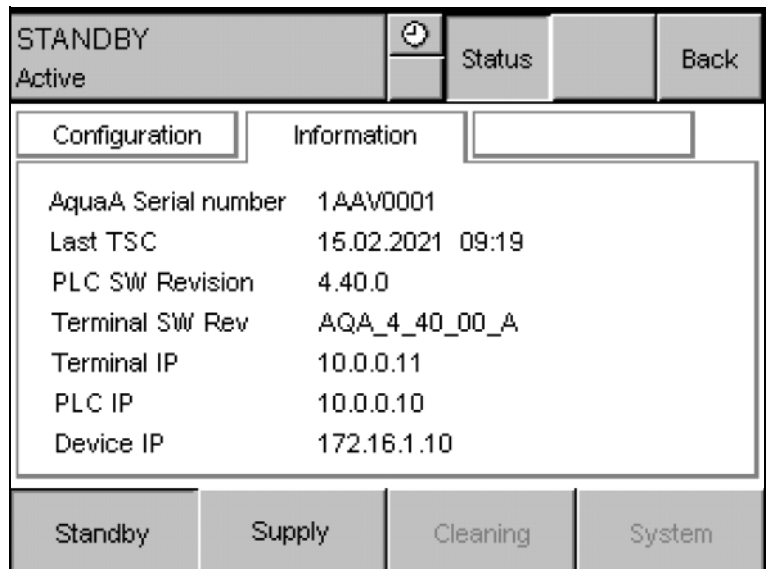 STANDBY
Active
Status
Back
Configuration
Information
AquaA Serial number 1AAV0001
Last TSC 15.02.2021 09:19
PLC SW Revision 4.40.0
Terminal SW Rev AQA_4_40_00_A
Terminal IP 10.0.0.11
PLC IP 10.0.0.10
Device IP 172.16.1.10
Standby Supply Cleaning System